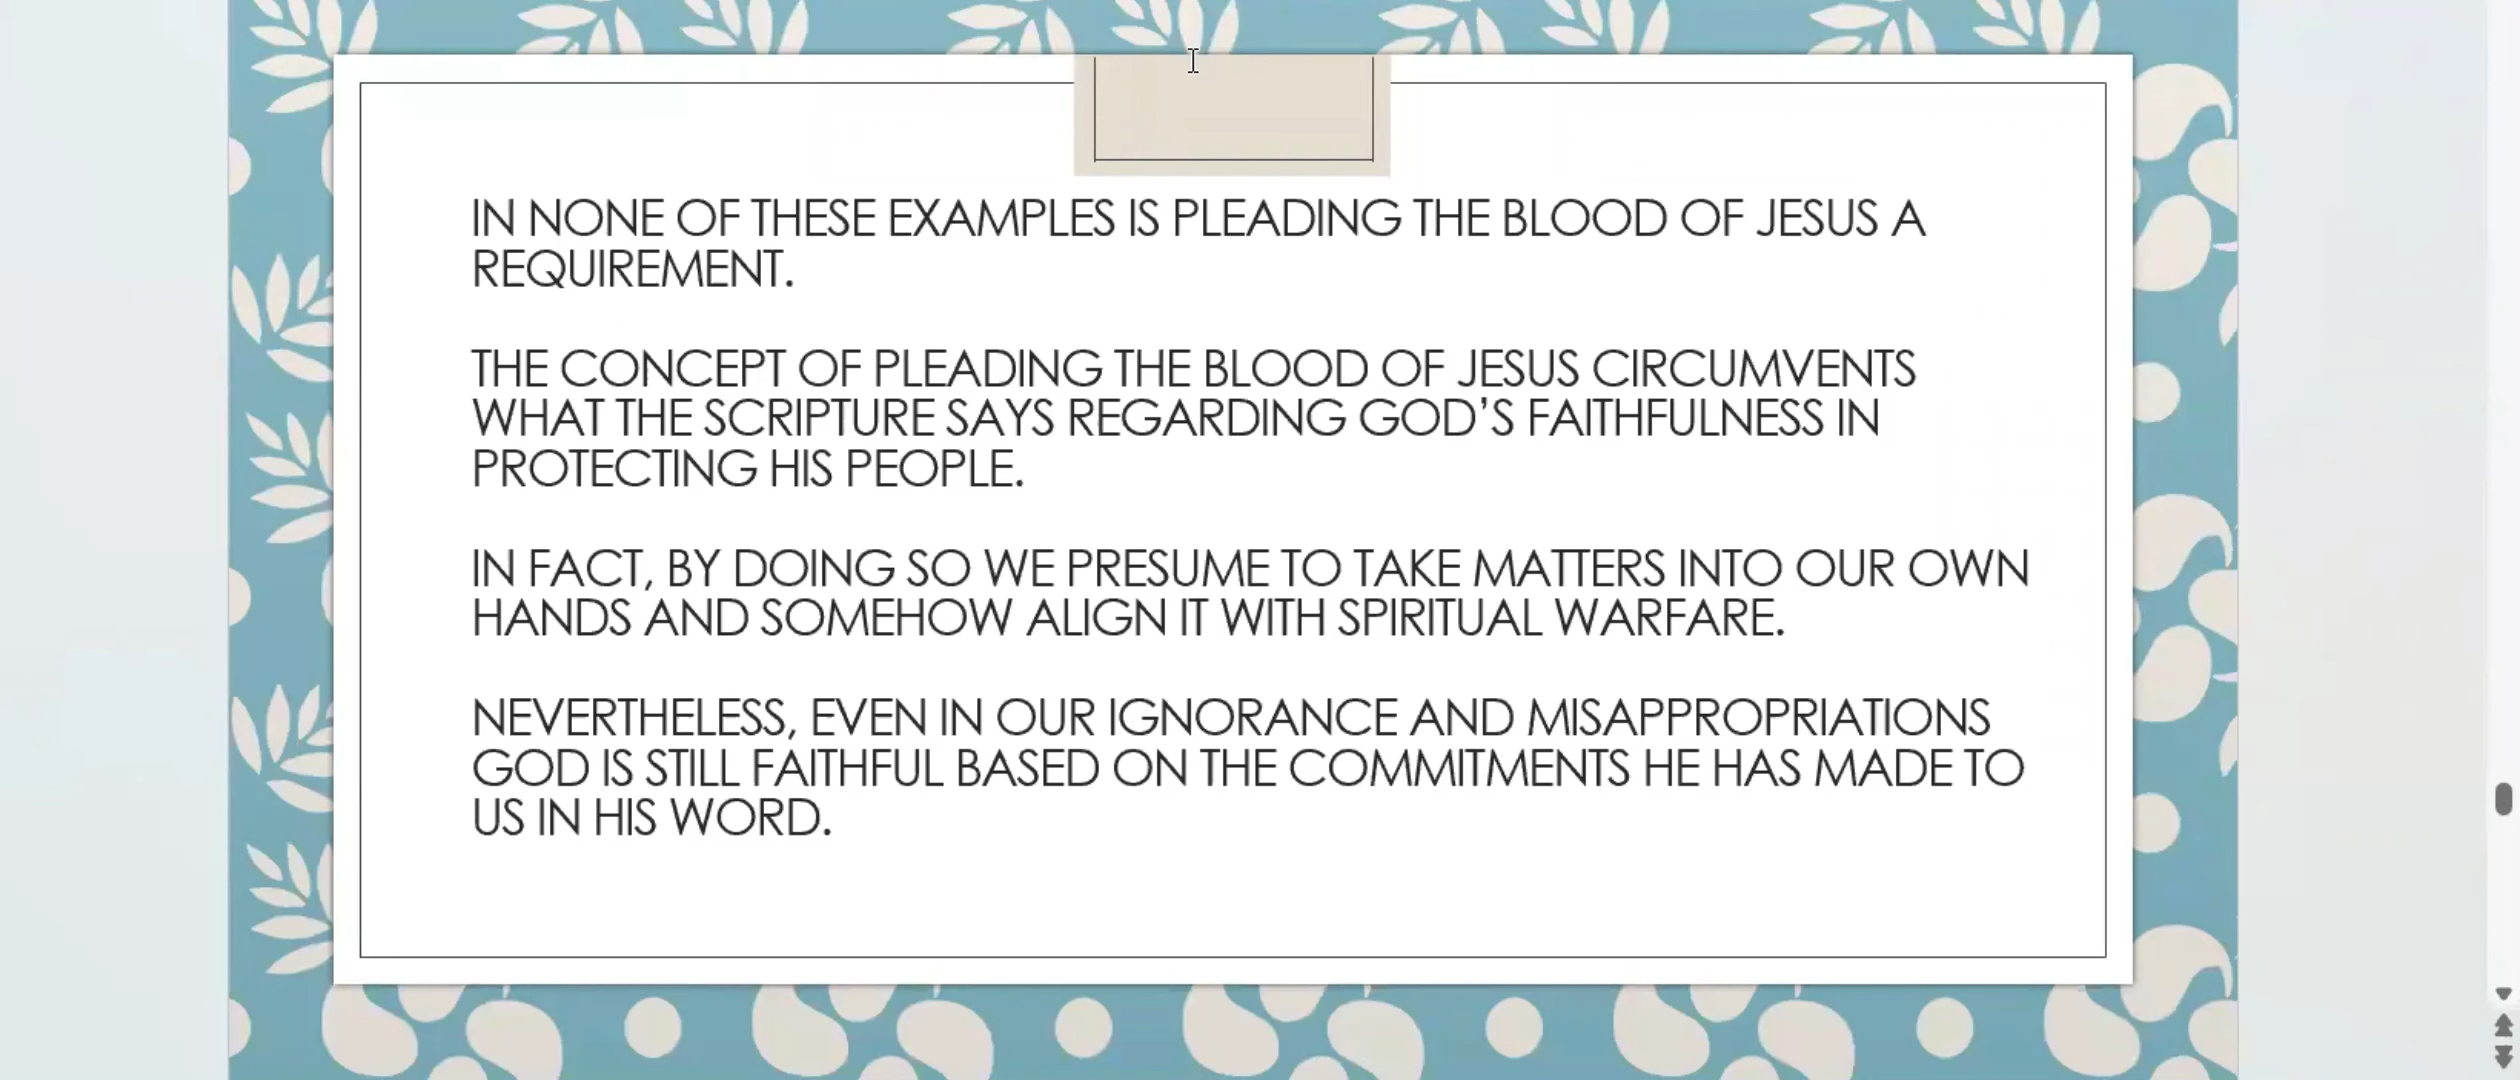 IN NONE OF THESE EXAMPLES IS PLEADING THE BLOOD OF JESUS A
REQUIREMENT.
THE CONCEPT OF PLEADING THE BLOOD OF JESUS CIRCUMVENTS
WHAT THE SCRIPTURE SAYS REGARDING GOD'S FAITHFULNESS IN
PROTECTING HIS PEOPLE.
IN FACT, BY DOING SO WE PRESUME TO TAKE MATTERS INTO OUR OWN
HANDS AND SOMEHOW ALIGN IT WITH SPIRITUAL WARFARE.
NEVERTHELESS, EVEN IN OUR IGNORANCE AND MISAPPROPRIATIONS
GOD IS STILL FAITHFUL BASED ON THE COMMITMENTS HE HAS MADE TO
US IN HIS WORD.